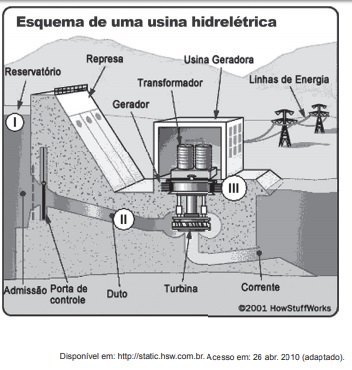 Esquema de uma usina hidrelétrica
Reservatório
Represa
Usina Geradora
Transformador
Linhas de Energia
Gerador
I
II
III
Admissão
Porta de
controle
Duto
Turbina
Corrente
©2001 HowStuffWorks
Disponível em: http://static.hsw.com.br. Acesso em: 26 abr. 2010 (adaptado).